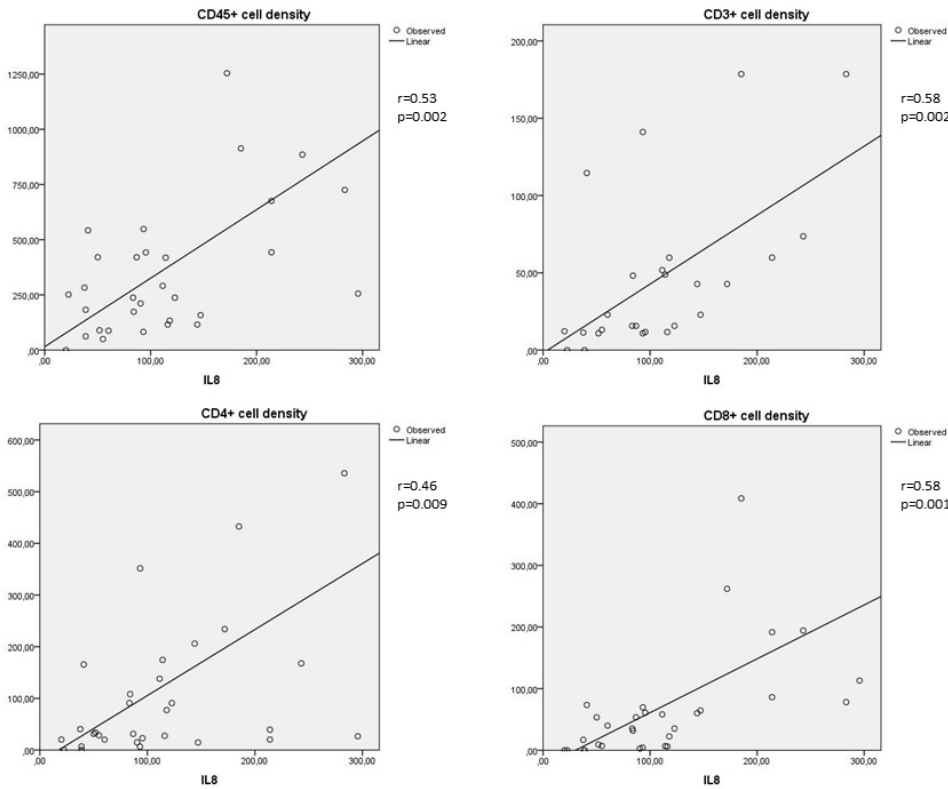 CD45+ cell density
Observed
Linear
1250,00
1000,00
750,00
500,00
250,00
,00
,00 100,00 200,00 300,00
IL8
r=0.53
p=0.002
CD3+ cell density
Observed
Linear
200,00
150,00
100,00
50,00
,00
,00 100,00 200,00 300,00
IL8
r=0.58
p=0.002
CD4+ cell density
Observed
Linear
600,00
500,00
400,00
300,00
200,00
100,00
,00
,00 100,00 200,00 300,00
IL8
r=0.46
p=0.009
CD8+ cell density
Observed
Linear
500,00
400,00
300,00
200,00
100,00
,00
,00 100,00 200,00 300,00
IL8
r=0.58
p=0.001